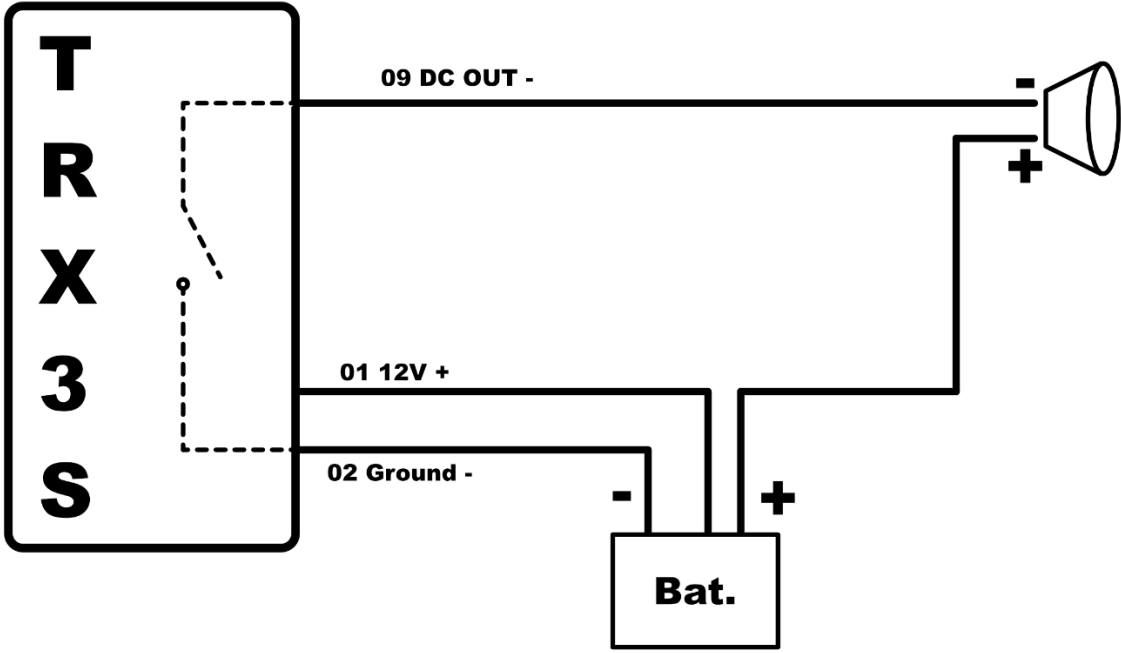 T
R
X
3
S
09 DC OUT -
-
+
01 12V +
02 Ground -
-
+
Bat.